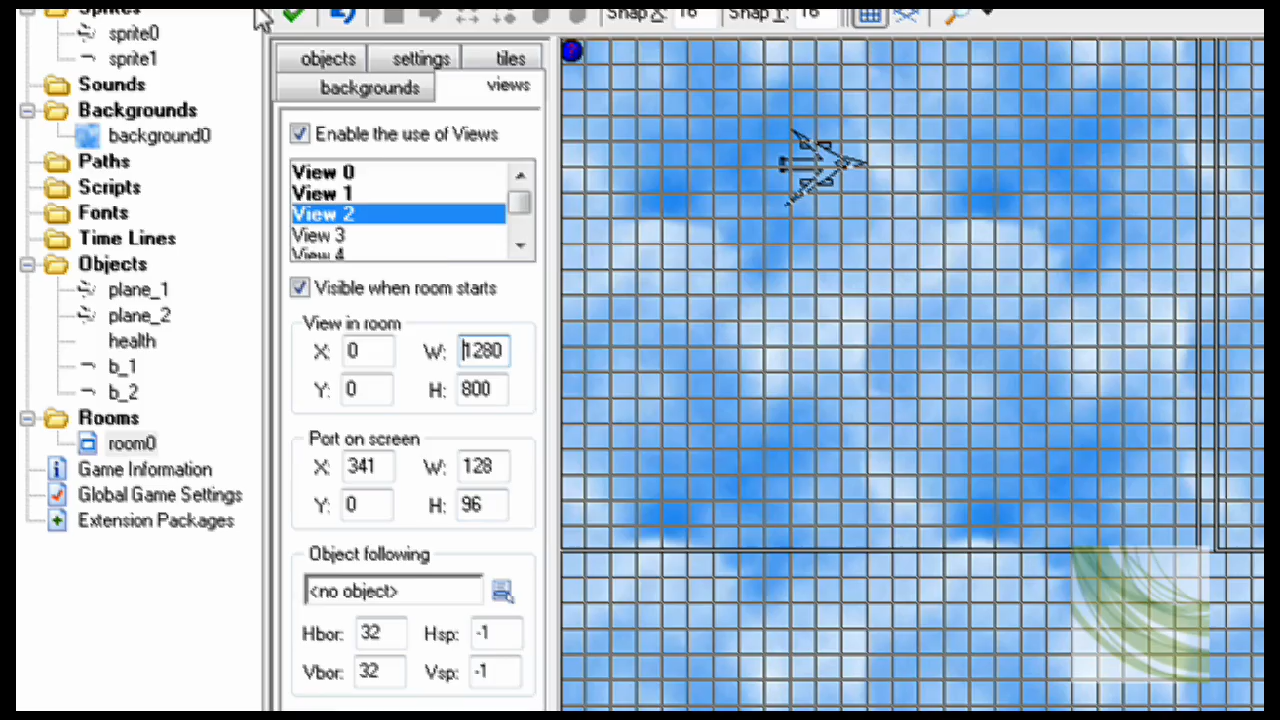 Sprites
Snap X: 16 Snap Y: 16
sprite0
sprite1
Sounds
Backgrounds
background0
Paths
Scripts
Fonts
Time Lines
Objects
plane_1
plane_2
health
b_1
b_2
Rooms
room0
Game Information
Global Game Settings
Extension Packages
objects settings tiles
backgrounds views
Enable the use of Views
View 0
View 1
View 2
View 3
View 4
Visible when room starts
View in room
X: 0 W: 1280
Y: 0 H: 800
Port on screen
X: 341 W: 128
Y: 0 H: 96
Object following
<no object>
Hbor: 32 Hsp: -1
Vbor: 32 Vsp: -1
?